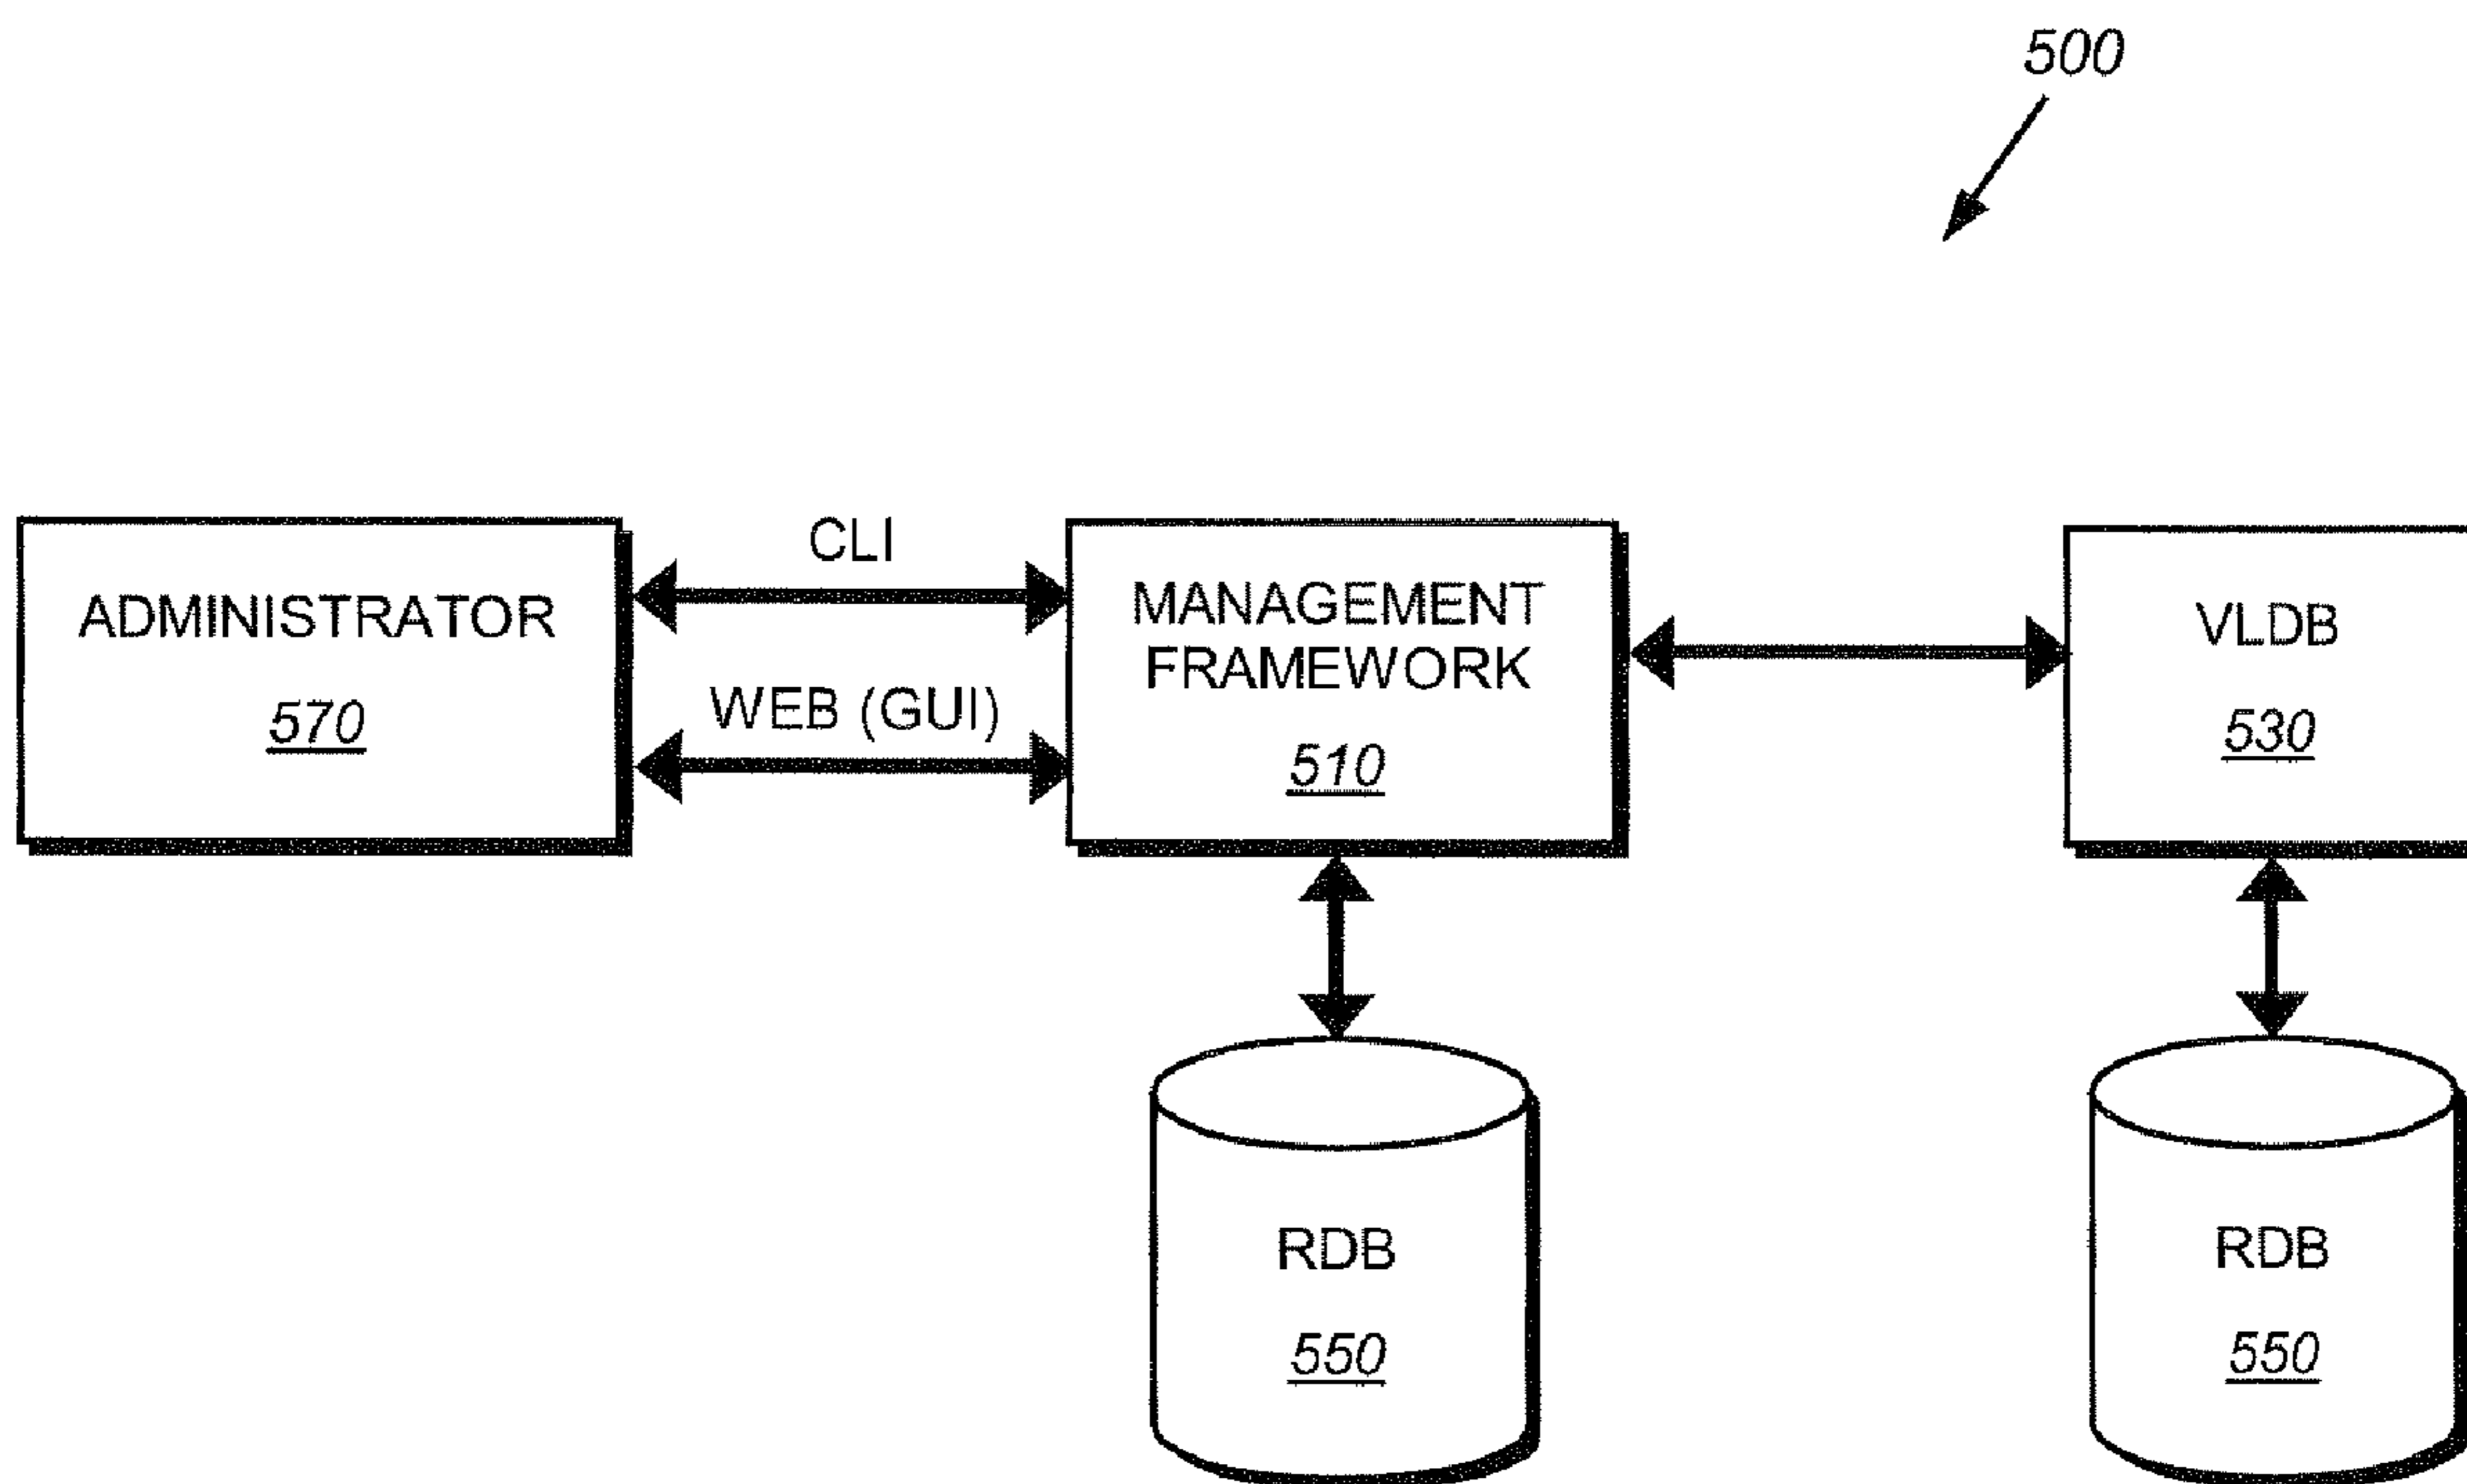 500
CLI
ADMINISTRATOR
570
WEB (GUI)
MANAGEMENT
FRAMEWORK
510
VLDB
530
RDB
550
RDB
550